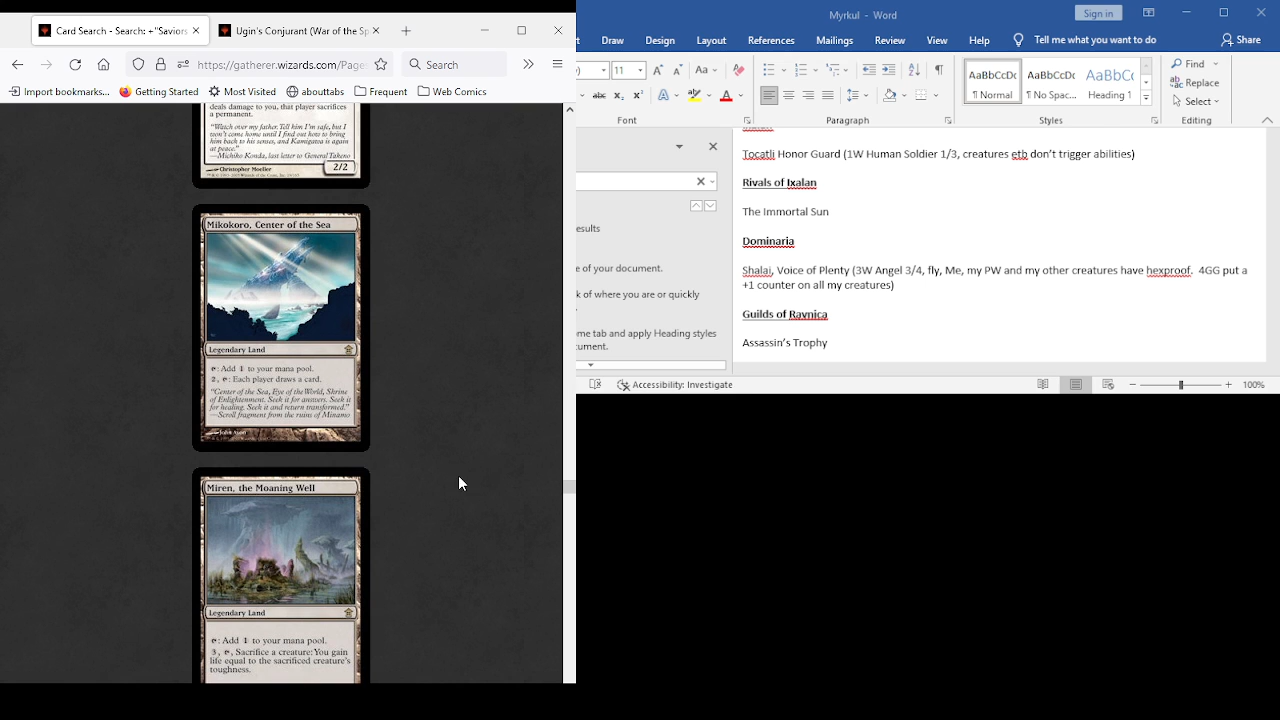 Card Search - Search: +"Saviors
Ugin's Conjurant (War of the Sp
https://gatherer.wizards.com/Page
Search
Import bookmarks...
Getting Started
Most Visited
abouttabs
Frequent
Web Comics
deals damage to you, that player sacrifices
a permanent.
"Watch over my father. Tell him I'm safe, but I
won't come home until I find out how to bring
him back to his senses, and Kamigawa is again
at peace."
—Michiko Konda, last letter to General Takeno
Christopher Moeller
2/2
Mikokoro, Center of the Sea
Legendary Land
: Add 1 to your mana pool.
2, : Each player draws a card.
"Center of the Sea, Eye of the World, Shrine
of Enlightenment. Seek it for answers. Seek it
for healing. Seek it and return transformed."
—Scroll fragment from the ruins of Minamo
John Avon
Miren, the Moaning Well
Legendary Land
: Add 1 to your mana pool.
3, , Sacrifice a creature: You gain
life equal to the sacrificed creature's
toughness.
Myrkul - Word
Sign in
Draw
Design
Layout
References
Mailings
Review
View
Help
Tell me what you want to do
Share
11
Aa
abc x₂ x²
A
Font
Paragraph
AaBbCcDc
¶ Normal
AaBbCcDc
¶ No Spac...
AaBbCc
Heading 1
Styles
Find
Replace
Select
Editing
esults
e of your document.
k of where you are or quickly
me tab and apply Heading styles
cument.
Tocatli Honor Guard (1W Human Soldier 1/3, creatures etb don't trigger abilities)
Rivals of Ixalan
The Immortal Sun
Dominaria
Shalai, Voice of Plenty (3W Angel 3/4, fly, Me, my PW and my other creatures have hexproof.  4GG put a
+1 counter on all my creatures)
Guilds of Ravnica
Assassin's Trophy
Accessibility: Investigate
100%